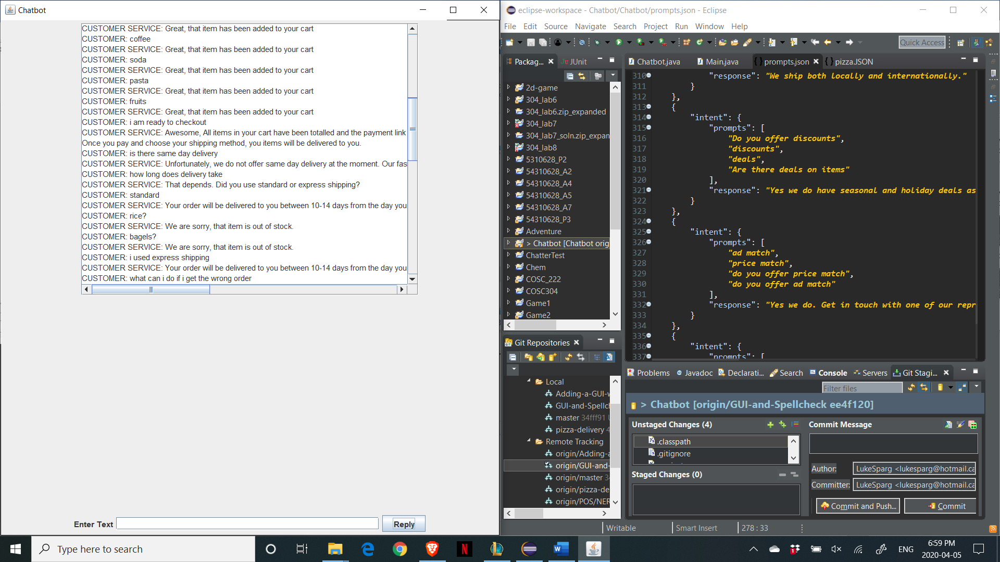 Chatbot
CUSTOMER SERVICE: Great, that item has been added to your cart
CUSTOMER: coffee
CUSTOMER SERVICE: Great, that item has been added to your cart
CUSTOMER: soda
CUSTOMER SERVICE: Great, that item has been added to your cart
CUSTOMER: pasta
CUSTOMER SERVICE: Great, that item has been added to your cart
CUSTOMER: fruits
CUSTOMER SERVICE: Great, that item has been added to your cart
CUSTOMER: i am ready to checkout
CUSTOMER SERVICE: Awesome, All items in your cart have been totalled and the payment link
Once you pay and choose your shipping method, you items will be delivered to you.
CUSTOMER: is there same day delivery
CUSTOMER SERVICE: Unfortunately, we do not offer same day delivery at the moment. Our fas
CUSTOMER: how long does delivery take
CUSTOMER SERVICE: That depends. Did you use standard or express shipping?
CUSTOMER: standard
CUSTOMER SERVICE: Your order will be delivered to you between 10-14 days from the day you
CUSTOMER: rice?
CUSTOMER SERVICE: We are sorry, that item is out of stock.
CUSTOMER: bagels?
CUSTOMER SERVICE: We are sorry, that item is out of stock.
CUSTOMER: i used express shipping
CUSTOMER SERVICE: Your order will be delivered to you between 10-14 days from the day you
CUSTOMER: what can i do if i get the wrong order
Enter Text
Reply
eclipse-workspace - Chatbot/Chatbot/prompts.json - Eclipse
File Edit Source Navigate Search Project Run Window Help
Quick Access
Packag... JUnit
2d-game
304_lab6
304_lab6.zip_expanded
304_lab7
304_lab7_soln.zip_expan
304_lab8
5310628_P2
54310628_A2
54310628_A4
54310628_A5
54310628_A7
54310628_P3
Adventure
> Chatbot [Chatbot orig
ChatterTest
Chem
COSC_222
COSC304
Game1
Game2
Git Repositories
Local
Adding-a-GUI-w
GUI-and-Spellch
master 34fff91 U
pizza-delivery 4
Remote Tracking
origin/Adding-a
origin/GUI-and-
origin/master 34
origin/pizza-de
origin/POS/NER
Chatbot.java Main.java prompts.json pizza.JSON
310 "response": "We ship both locally and internationally."
311 }
312 },
313 {
314 "intent": {
315 "prompts": [
316 "Do you offer discounts",
317 "discounts",
318 "deals",
319 "Are there deals on items"
320 ],
321 "response": "Yes we do have seasonal and holiday deals as
322 }
323 },
324 {
325 "intent": {
326 "prompts": [
327 "ad match",
328 "price match",
329 "do you offer price match",
330 "do you offer ad match"
331 ],
332 "response": "Yes we do. Get in touch with one of our repr
333 }
334 },
335 {
336 "intent": {
337 "prompts": [
Problems Javadoc Declarati... Search Console Servers Git Stagi...
Filter files
> Chatbot [origin/GUI-and-Spellcheck ee4f120]
Unstaged Changes (4)
.classpath
.gitignore
Staged Changes (0)
Commit Message
Author: LukeSparg <lukesparg@hotmail.ca
Committer: LukeSparg <lukesparg@hotmail.ca
Commit and Push... Commit
Writable Smart Insert 278 : 33
Type here to search
ENG
6:59 PM
2020-04-05